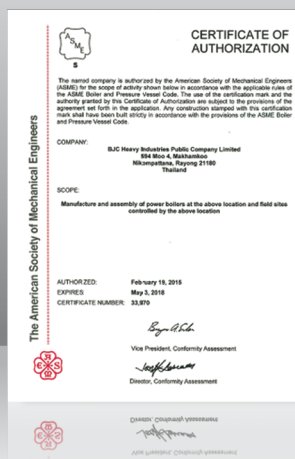 ASME
S
CERTIFICATE OF
AUTHORIZATION
The named company is authorized by the American Society of Mechanical Engineers
(ASME) for the scope of activity shown below in accordance with the applicable rules of
the ASME Boiler and Pressure Vessel Code. The use of the certification mark and the
authority granted by this Certificate of Authorization are subject to the provisions of the
agreement set forth in the application. Any construction stamped with this certification
mark shall have been built strictly in accordance with the provisions of the ASME Boiler
and Pressure Vessel Code.
COMPANY:
BJC Heavy Industries Public Company Limited
594 Moo 4, Makhamkoo
Nikompattana, Rayong 21180
Thailand
SCOPE:
Manufacture and assembly of power boilers at the above location and field sites
controlled by the above location
AUTHORIZED: February 19, 2015
EXPIRES: May 3, 2018
CERTIFICATE NUMBER: 33,970
Vice President, Conformity Assessment
Director, Conformity Assessment
The American Society of Mechanical Engineers